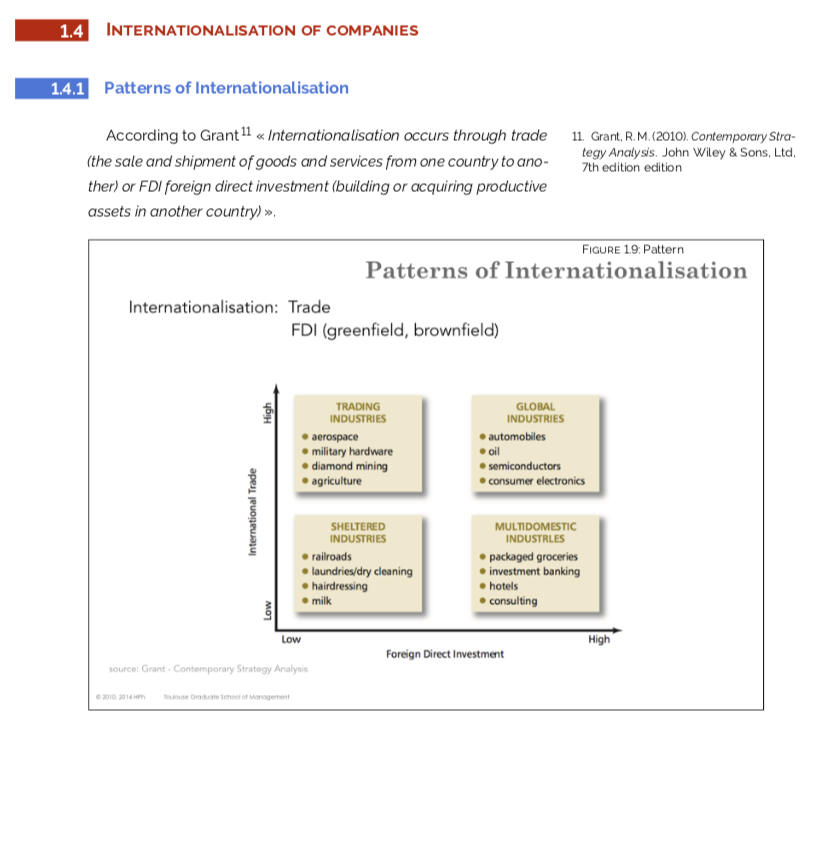 1.4 INTERNATIONALISATION OF COMPANIES
1.4.1 Patterns of Internationalisation
According to Grant11 « Internationalisation occurs through trade
(the sale and shipment of goods and services from one country to ano-
ther) or FDI foreign direct investment (building or acquiring productive
assets in another country) ».
11. Grant, R. M. (2010). Contemporary Stra-
tegy Analysis. John Wiley & Sons, Ltd,
7th edition edition
FIGURE 1.9: Pattern
Patterns of Internationalisation
Internationalisation: Trade
FDI (greenfield, brownfield)
High
International Trade
Low
TRADING
INDUSTRIES
• aerospace
• military hardware
• diamond mining
• agriculture
GLOBAL
INDUSTRIES
• automobiles
• oil
• semiconductors
• consumer electronics
SHELTERED
INDUSTRIES
• railroads
• laundries/dry cleaning
• hairdressing
• milk
MULTIDOMESTIC
INDUSTRLES
• packaged groceries
• investment banking
• hotels
• consulting
Low
High
Foreign Direct Investment
source: Grant - Contemporary Strategy Analysis
© 2010, 2014 HPh Toulouse Graduate School of Management